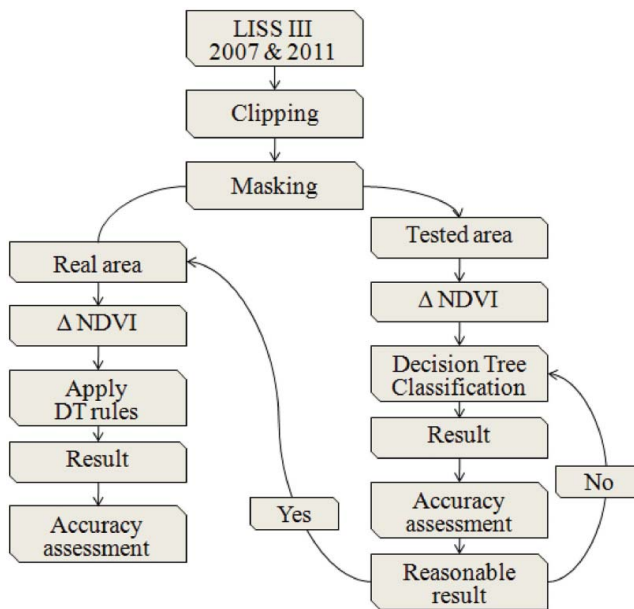 LISS III
2007 & 2011
Clipping
Masking
Real area
Δ NDVI
Apply
DT rules
Result
Accuracy
assessment
Tested area
Δ NDVI
Decision Tree
Classification
Result
Accuracy
assessment
Reasonable
result
Yes
No